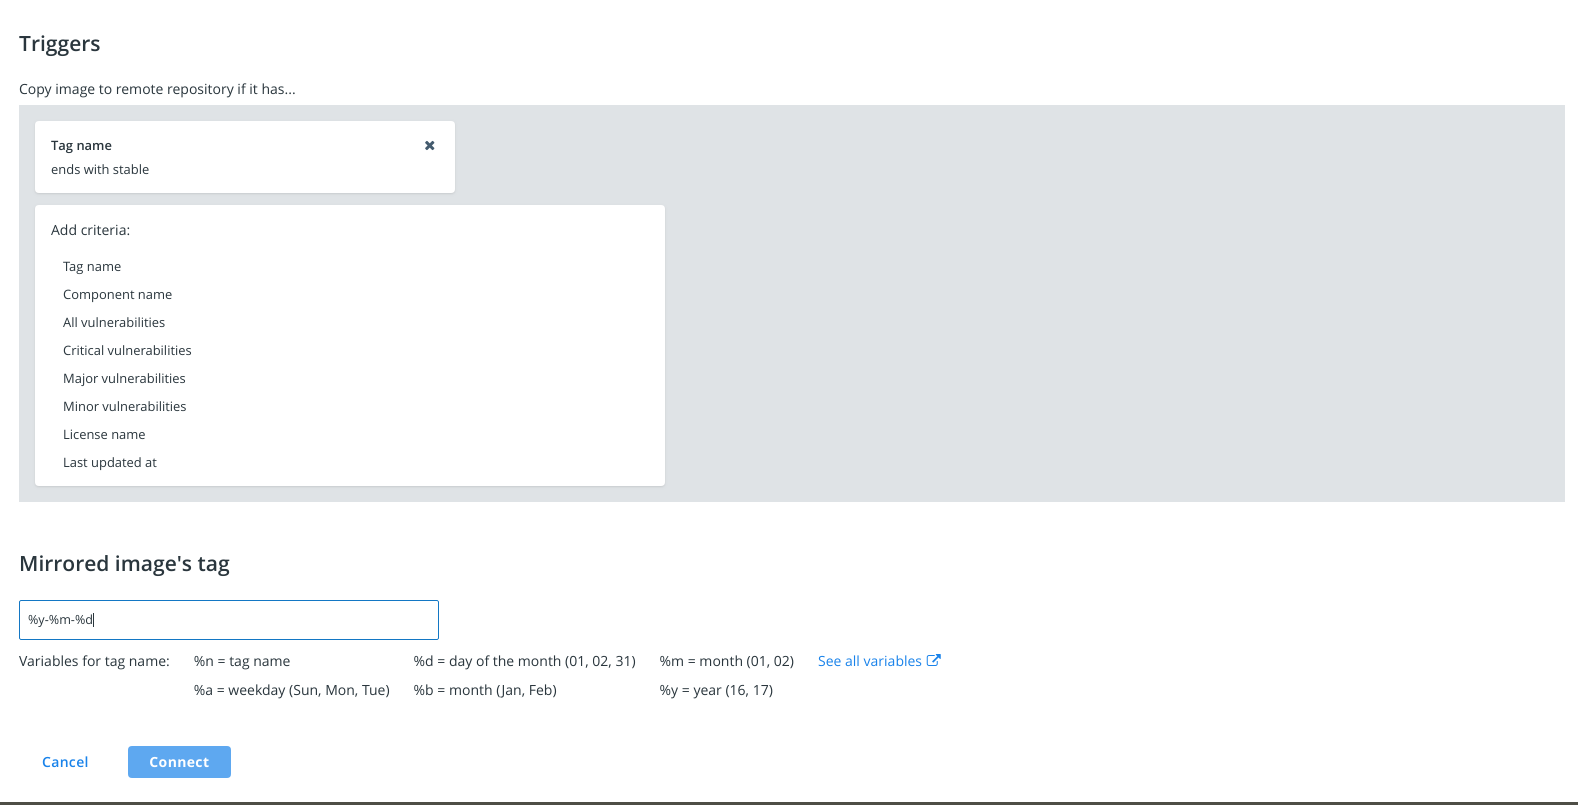 Triggers
Copy image to remote repository if it has...
Tag name
ends with stable
Add criteria:
Tag name
Component name
All vulnerabilities
Critical vulnerabilities
Major vulnerabilities
Minor vulnerabilities
License name
Last updated at
Mirrored image's tag
%y-%m-%d
Variables for tag name: %n = tag name %d = day of the month (01, 02, 31) %m = month (01, 02) See all variables
%a = weekday (Sun, Mon, Tue) %b = month (Jan, Feb) %y = year (16, 17)
Cancel Connect